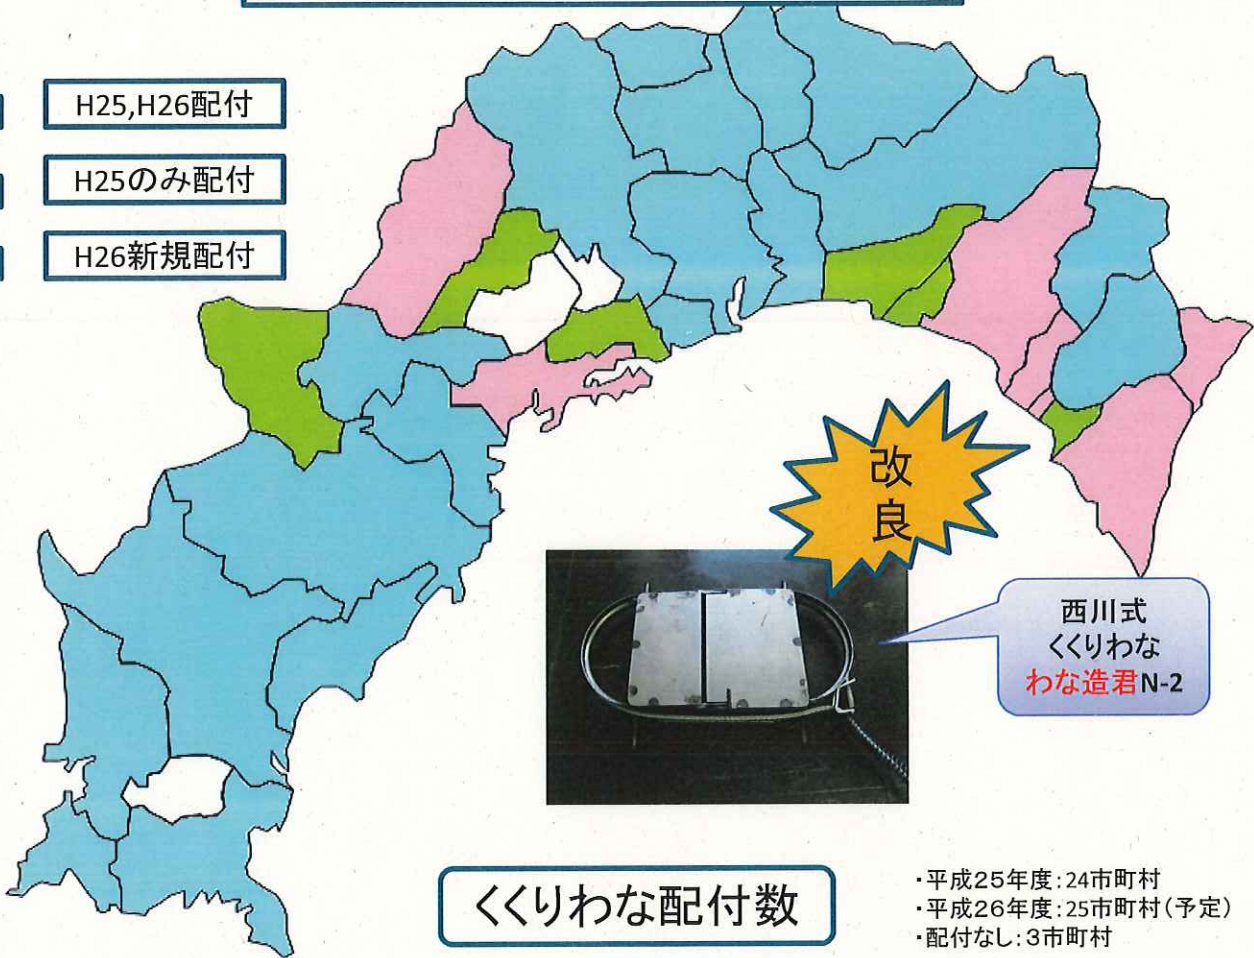 H25,H26配付
H25のみ配付
H26新規配付
改
良
西川式
くくりわな
わな造君N-2
くくりわな配付数
・平成25年度:24市町村
・平成26年度:25市町村(予定)
・配付なし:3市町村